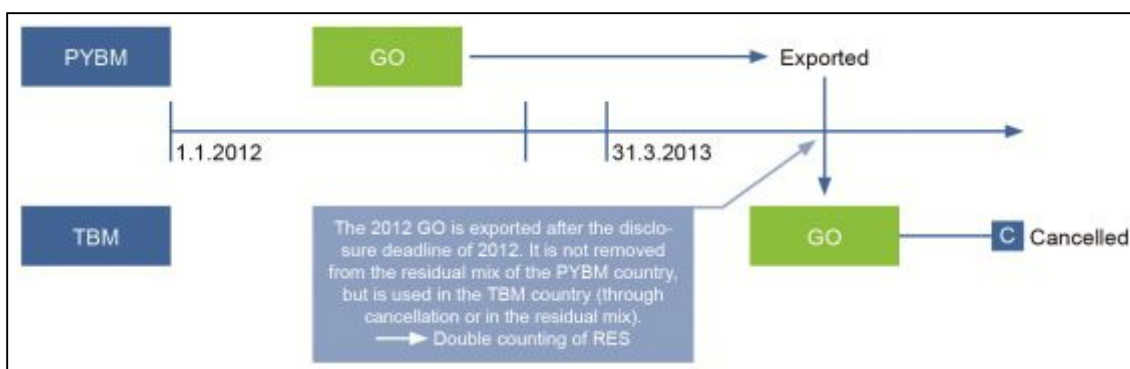 PYBM
GO
Exported
1.1.2012
31.3.2013
TBM
The 2012 GO is exported after the disclo-
sure deadline of 2012. It is not removed
from the residual mix of the PYBM country,
but is used in the TBM country (through
cancellation or in the residual mix).
Double counting of RES
GO
C Cancelled